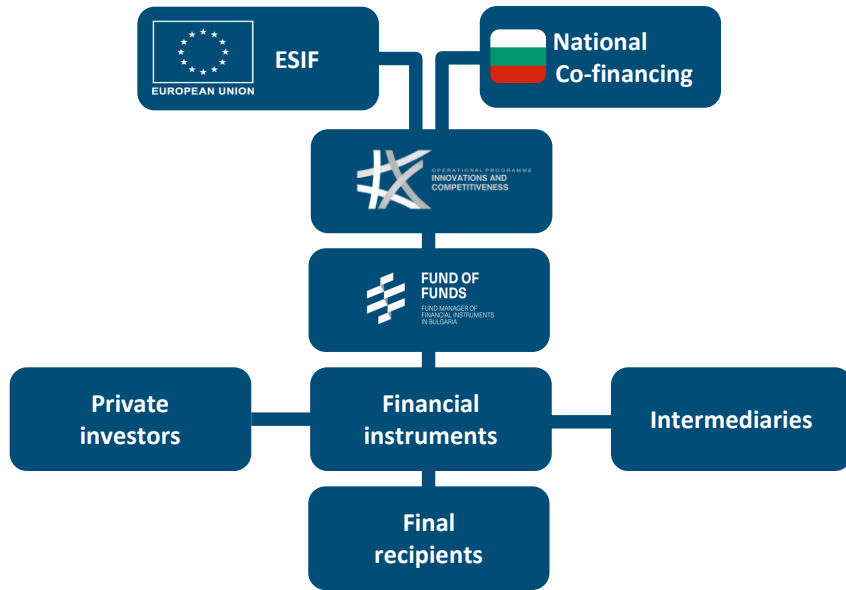 EUROPEAN UNION
ESIF
National
Co-financing
OPERATIONAL PROGRAMME
INNOVATIONS AND
COMPETITIVENESS
FUND OF
FUNDS
FUND MANAGER OF
FINANCIAL INSTRUMENTS
IN BULGARIA
Private
investors
Financial
instruments
Intermediaries
Final
recipients